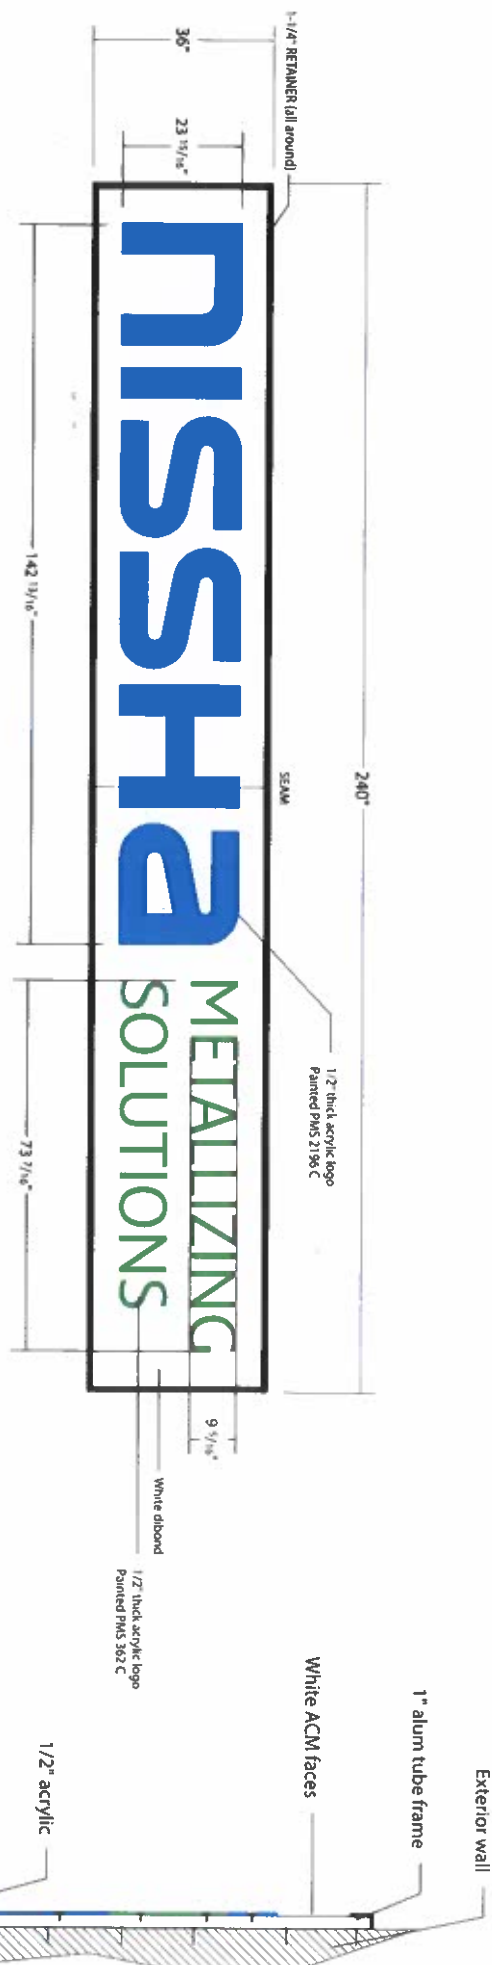 1-1/4" RETAINER (all around)
240"
36"
23 15/16"
SEAM
1/2" thick acrylic logo
Painted PMS 2196 C
nissha
METALLIZING
SOLUTIONS
9 5/16"
142 13/16"
73 7/16"
White dibond
1/2" thick acrylic logo
Painted PMS 362 C
Exterior wall
1" alum tube frame
White ACM faces
1/2" acrylic